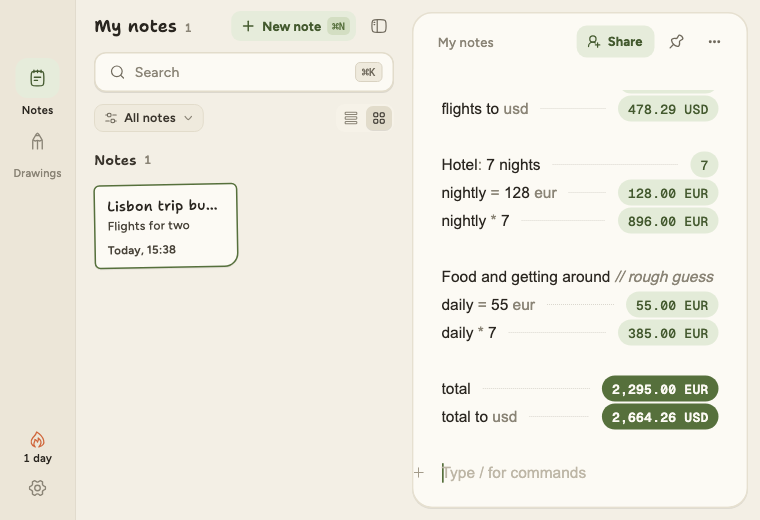 Notes
Drawings
1 day
My notes 1
+ New note ⌘N
Search ⌘K
All notes
Notes 1
Lisbon trip bu...
Flights for two
Today, 15:38
My notes
Share
flights to usd 478.29 USD
Hotel: 7 nights 7
nightly = 128 eur 128.00 EUR
nightly * 7 896.00 EUR
Food and getting around // rough guess
daily = 55 eur 55.00 EUR
daily * 7 385.00 EUR
total 2,295.00 EUR
total to usd 2,664.26 USD
Type / for commands